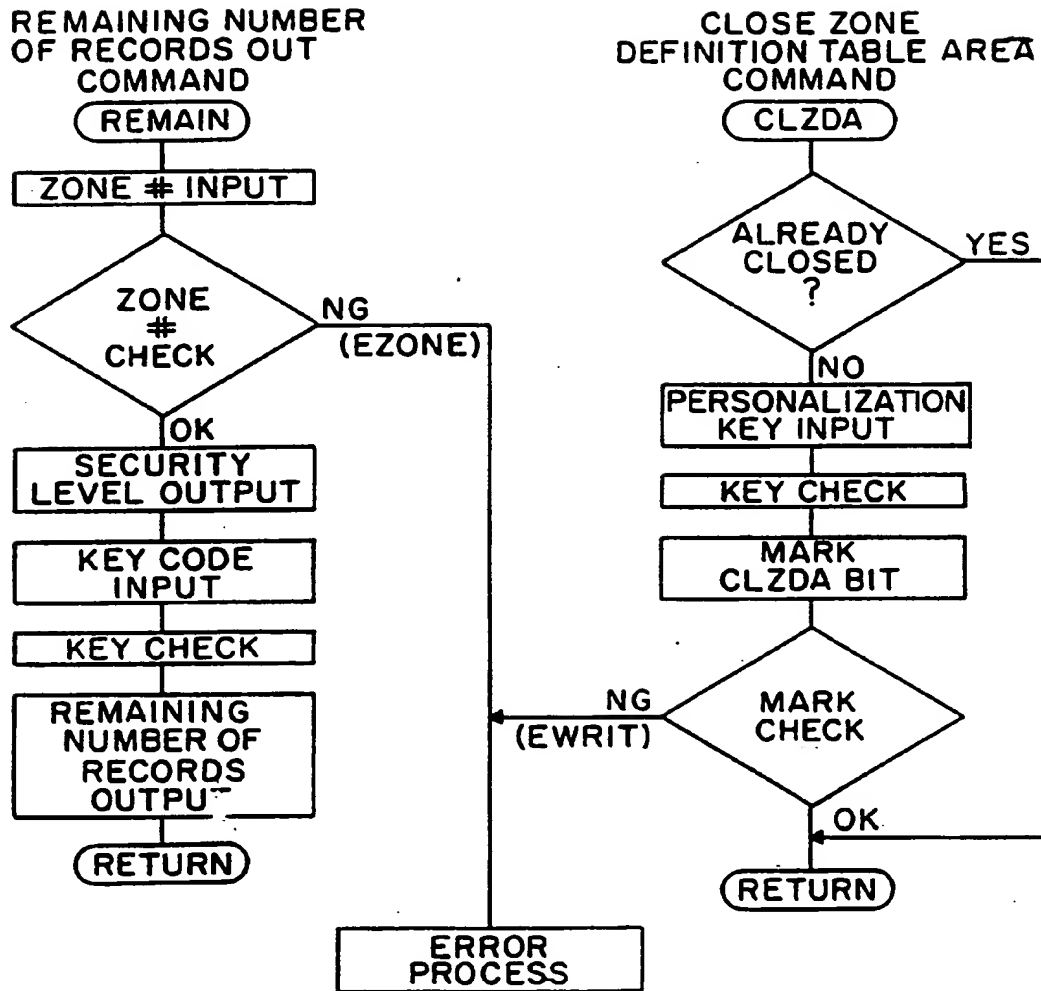 REMAINING NUMBER
OF RECORDS OUT
COMMAND
REMAIN
ZONE # INPUT
ZONE
#
CHECK
NG
(EZONE)
OK
SECURITY
LEVEL OUTPUT
KEY CODE
INPUT
KEY CHECK
REMAINING
NUMBER OF
RECORDS
OUTPUT
RETURN
CLOSE ZONE
DEFINITION TABLE AREA
COMMAND
CLZDA
ALREADY
CLOSED
?
YES
NO
PERSONALIZATION
KEY INPUT
KEY CHECK
MARK
CLZDA BIT
MARK
CHECK
NG
(EWRIT)
OK
RETURN
ERROR
PROCESS